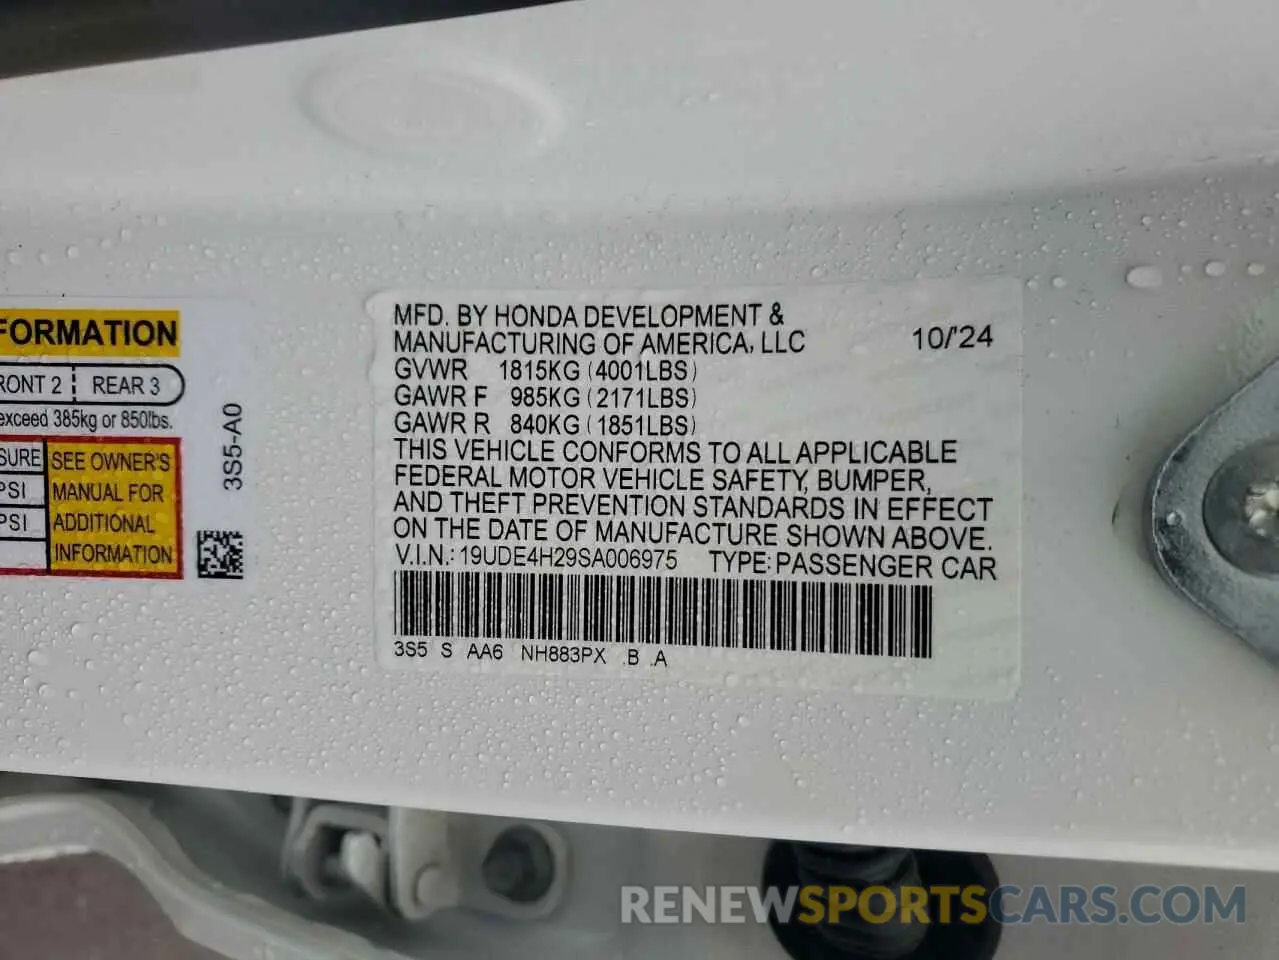 FORMATION
RONT 2 REAR 3
exceed 385kg or 850lbs.
SURE
PSI
PSI
SEE OWNER'S
MANUAL FOR
ADDITIONAL
INFORMATION
3S5-A0
MFD. BY HONDA DEVELOPMENT &
MANUFACTURING OF AMERICA, LLC 10/'24
GVWR 1815KG (4001LBS)
GAWR F 985KG (2171LBS)
GAWR R 840KG (1851LBS)
THIS VEHICLE CONFORMS TO ALL APPLICABLE
FEDERAL MOTOR VEHICLE SAFETY, BUMPER,
AND THEFT PREVENTION STANDARDS IN EFFECT
ON THE DATE OF MANUFACTURE SHOWN ABOVE.
V.I.N.: 19UDE4H29SA006975 TYPE: PASSENGER CAR
3S5 S AA6 NH883PX .B .A
RENEWSPORTSCARS.COM